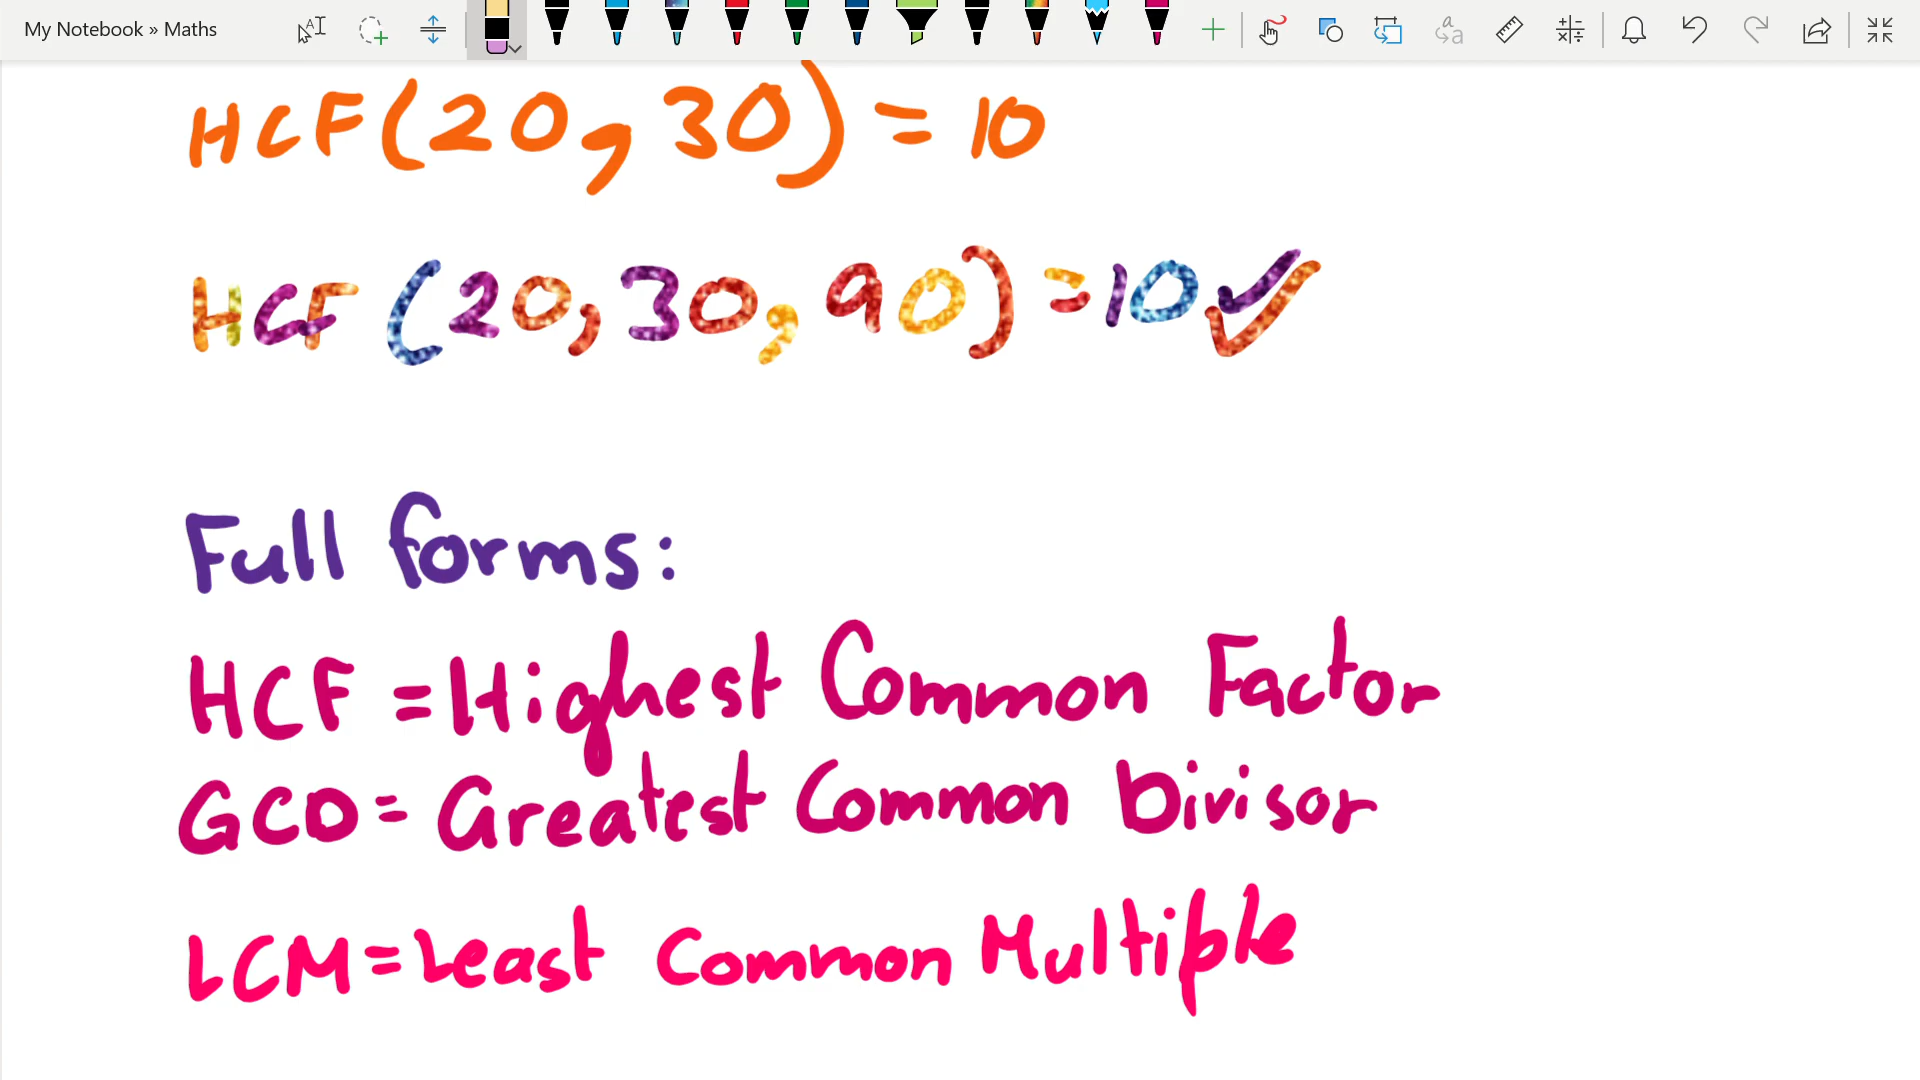 My Notebook » Maths
HCF(20,30)=10
HCF(20,30,90)=10✓
Full forms:
HCF=Highest Common Factor
GCD=Greatest Common Divisor
LCM=Least Common Multiple